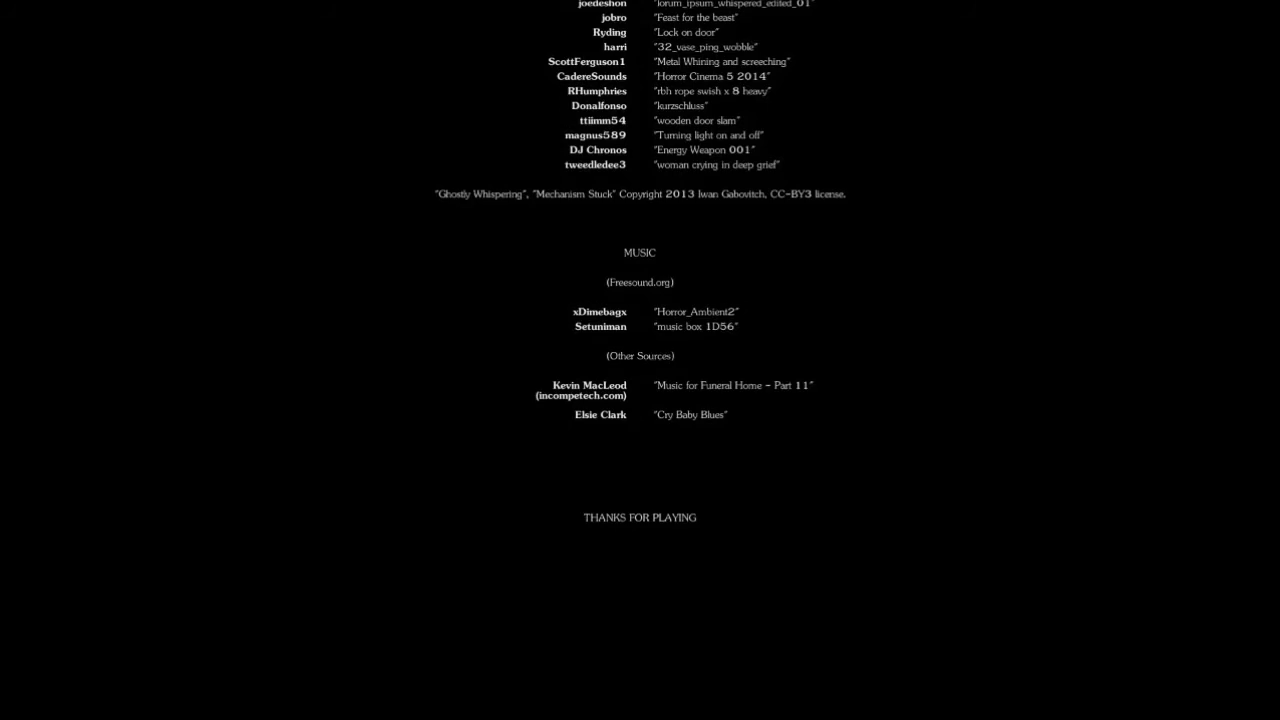 joedeshon "lorum_ipsum_whispered_edited_01"
jobro "Feast for the beast"
Ryding "Lock on door"
harri "32_vase_ping_wobble"
ScottFerguson1 "Metal Whining and screeching"
CadereSounds "Horror Cinema 5 2014"
RHumphries "rbh rope swish x 8 heavy"
Donalfonso "kurzschluss"
ttiimm54 "wooden door slam"
magnus589 "Turning light on and off"
DJ Chronos "Energy Weapon 001"
tweedledee3 "woman crying in deep grief"
"Ghostly Whispering", "Mechanism Stuck" Copyright 2013 Iwan Gabovitch, CC-BY3 license.
MUSIC
(Freesound.org)
xDimebagx "Horror_Ambient2"
Setuniman "music box 1D56"
(Other Sources)
Kevin MacLeod "Music for Funeral Home - Part 11"
(incompetech.com)
Elsie Clark "Cry Baby Blues"
THANKS FOR PLAYING